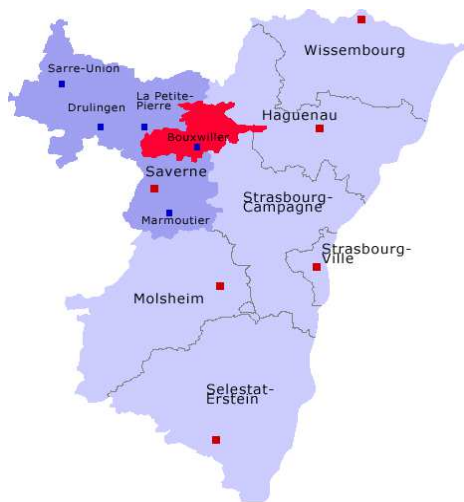 Wissembourg
Sarre-Union
La Petite-
Pierre
Drulingen
Haguenau
Bouxwiller
Saverne
Strasbourg-
Campagne
Marmoutier
Strasbourg-
Ville
Molsheim
Selestat-
Erstein